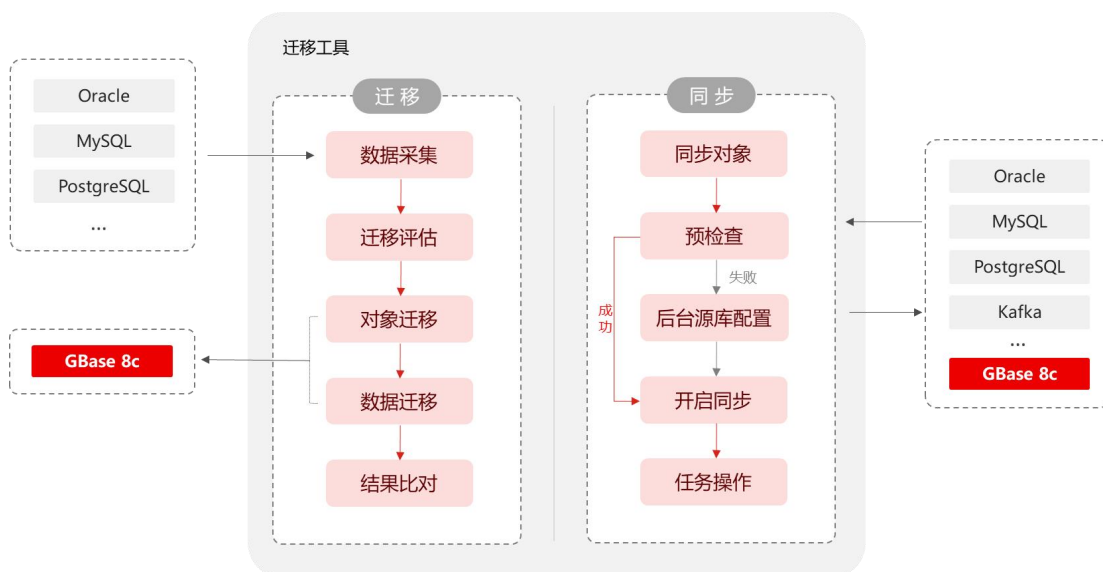 迁移工具
Oracle
MySQL
PostgreSQL
...
GBase 8c
迁移
数据采集
迁移评估
对象迁移
数据迁移
结果比对
同步
同步对象
预检查
失败
成功
后台源库配置
开启同步
任务操作
Oracle
MySQL
PostgreSQL
Kafka
...
GBase 8c